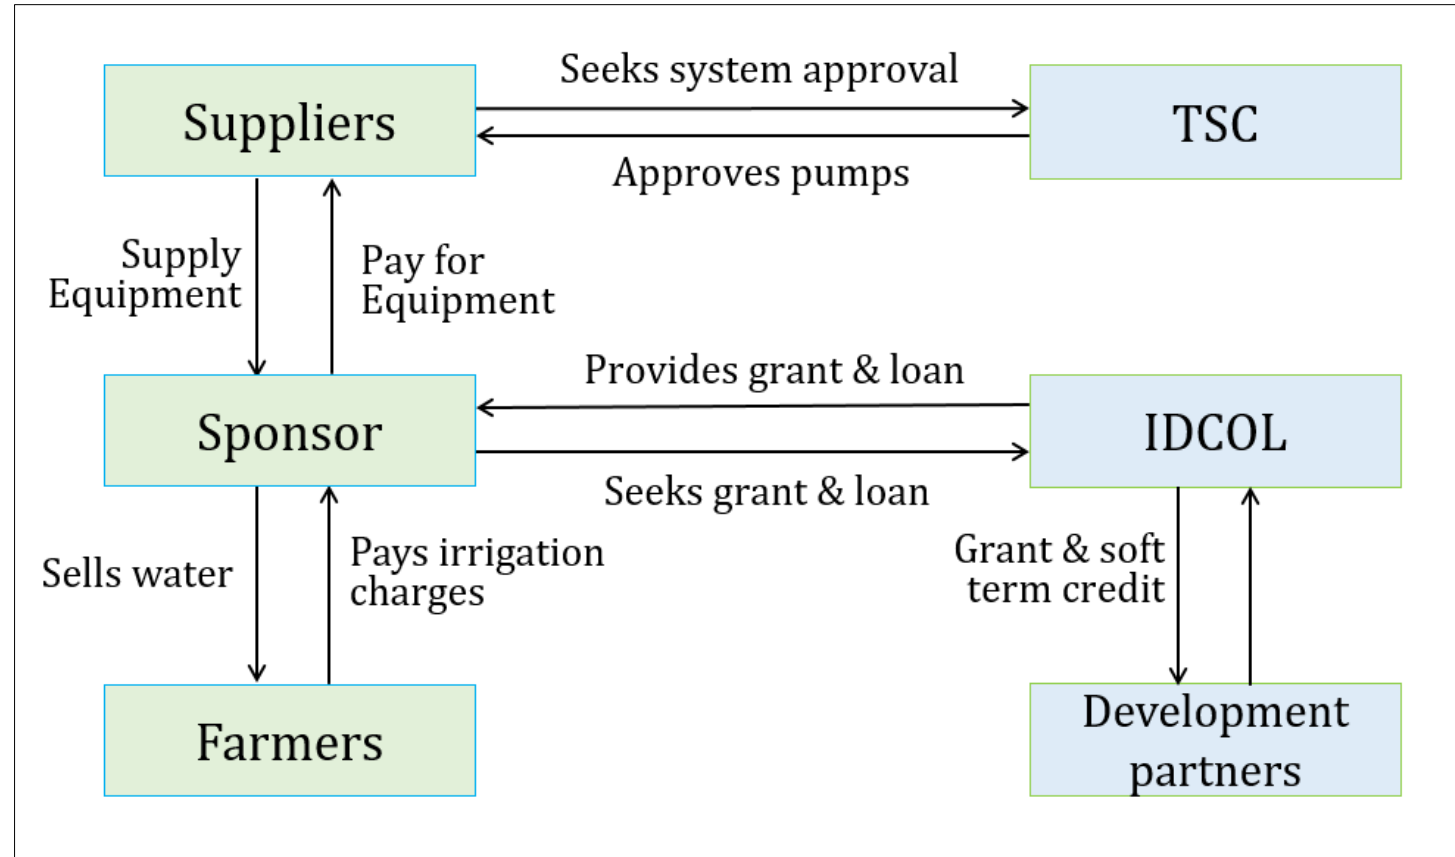 Seeks system approval
Suppliers
TSC
Approves pumps
Supply
Equipment
Pay for
Equipment
Provides grant & loan
Sponsor
IDCOL
Seeks grant & loan
Sells water
Pays irrigation
charges
Grant & soft
term credit
Farmers
Development
partners